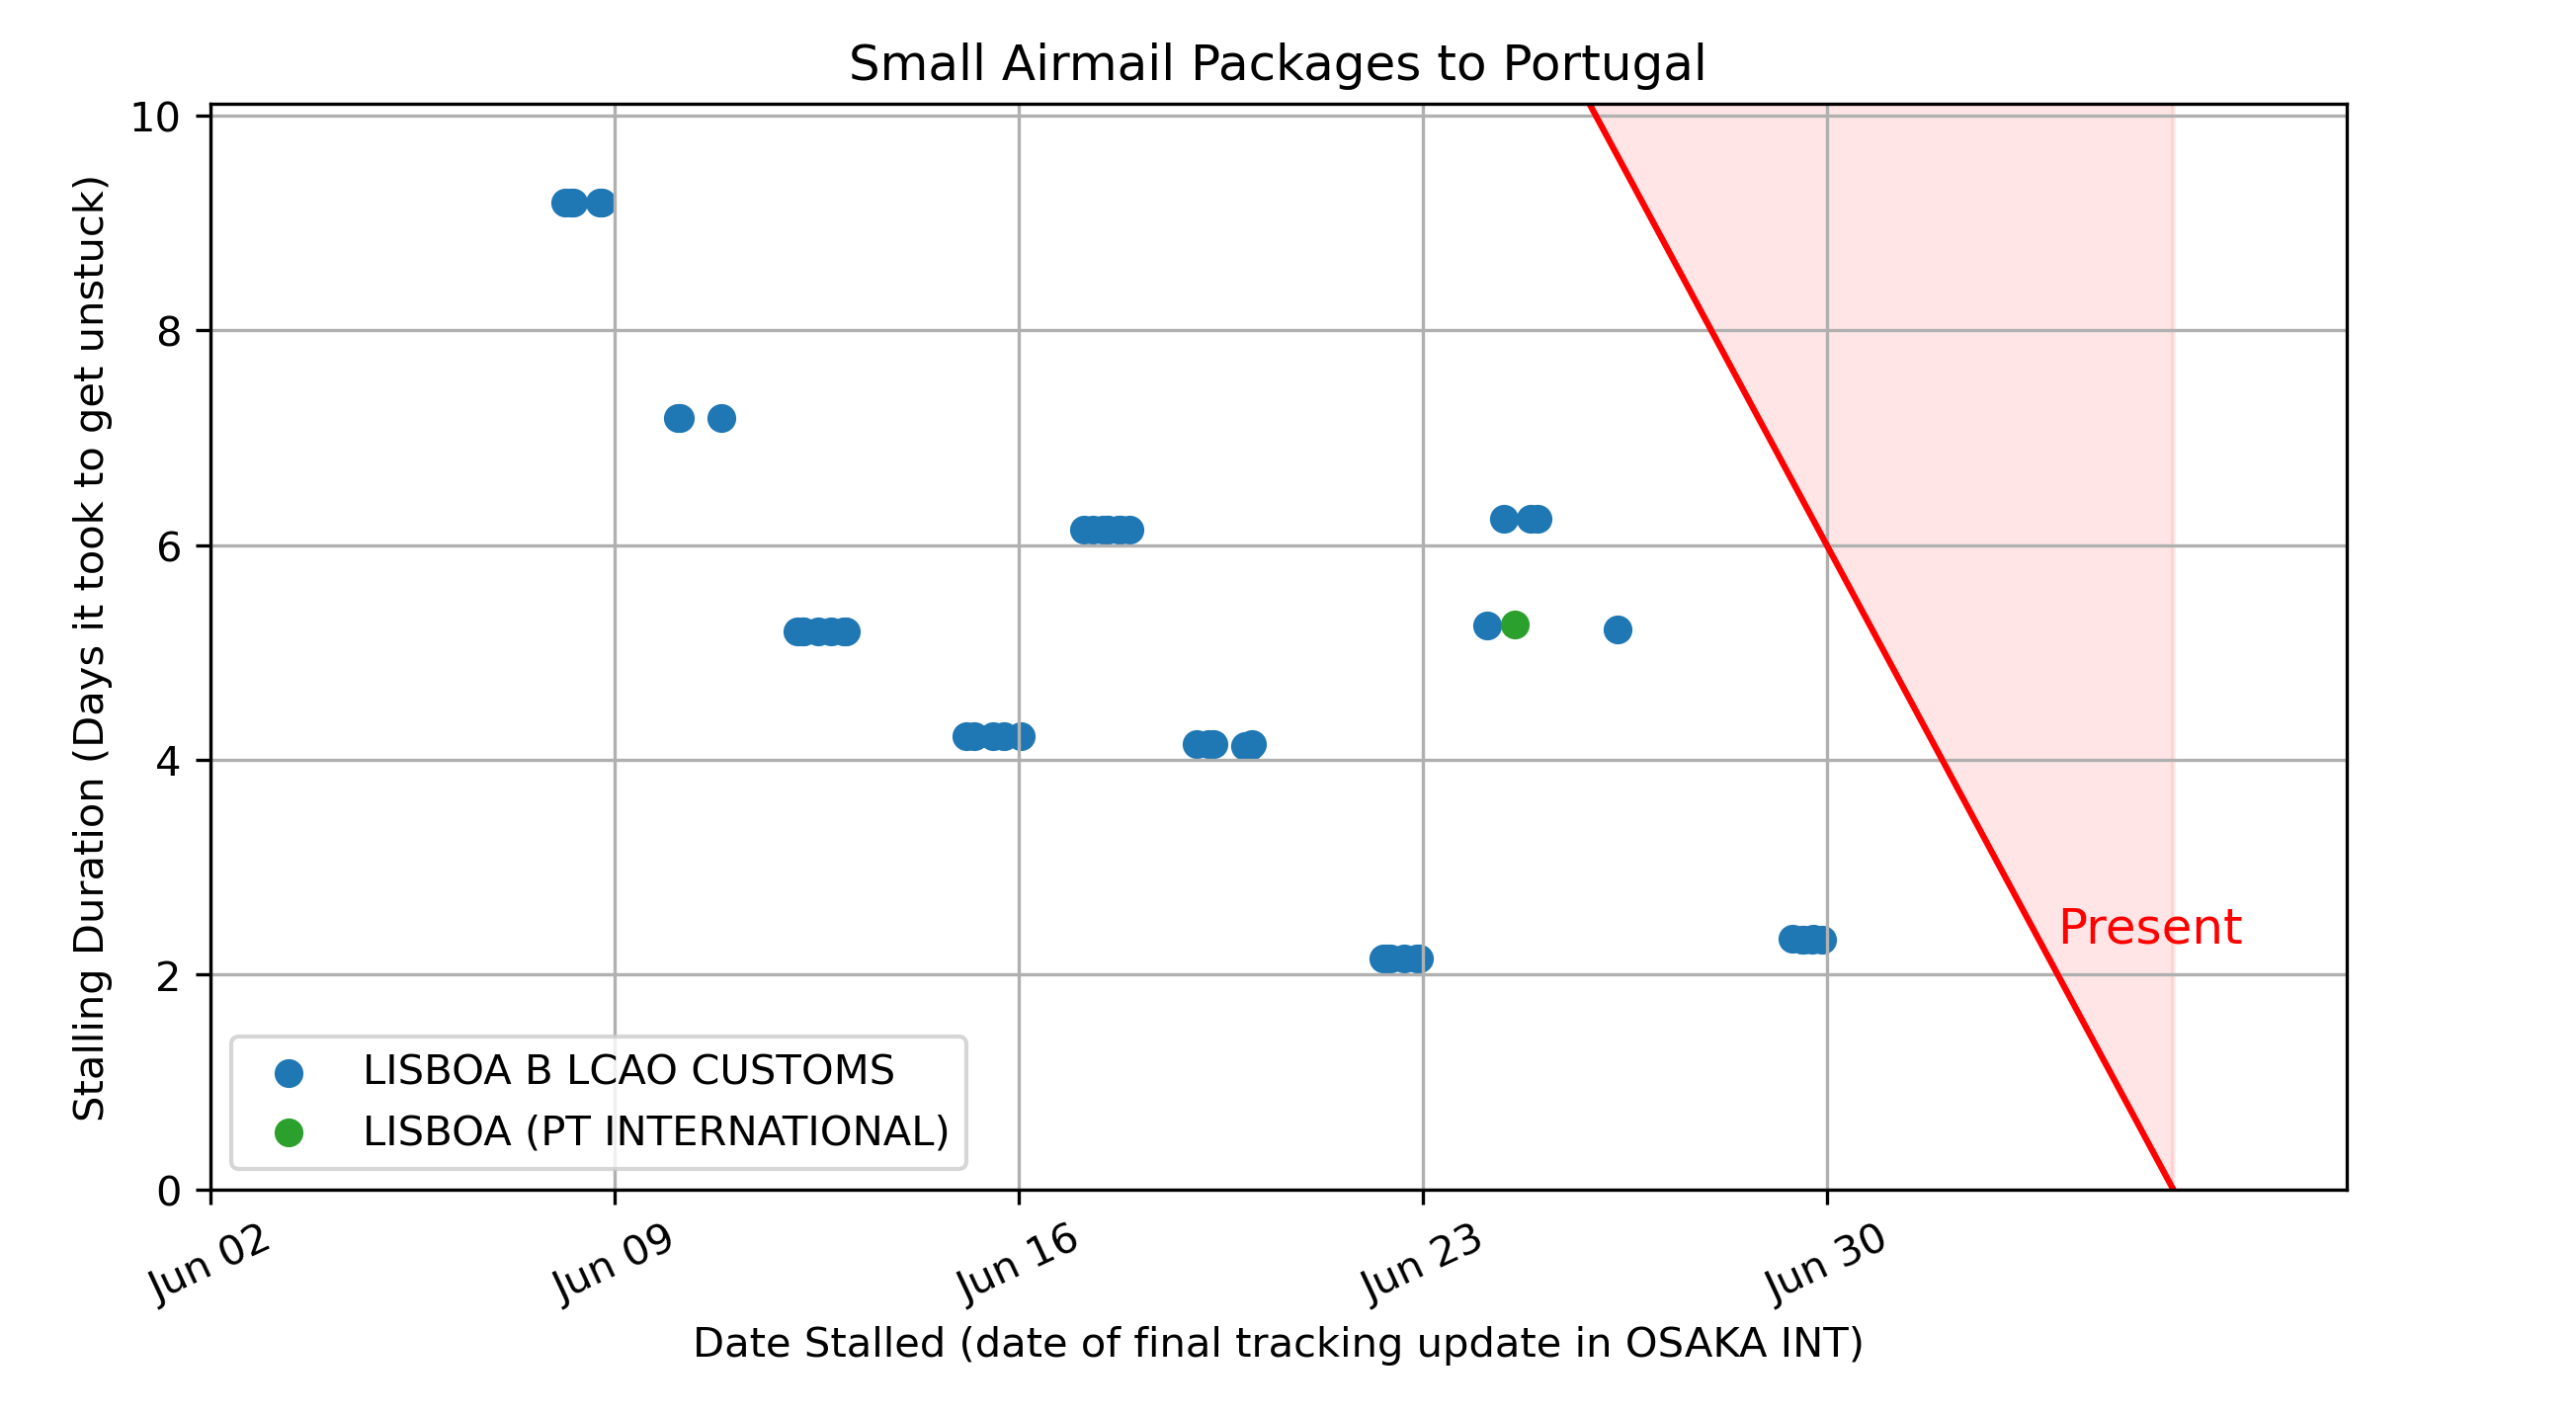 Small Airmail Packages to Portugal
Stalling Duration (Days it took to get unstuck)
10
8
6
4
2
0
Present
LISBOA B LCAO CUSTOMS
LISBOA (PT INTERNATIONAL)
Jun 02
Jun 09
Jun 16
Jun 23
Jun 30
Date Stalled (date of final tracking update in OSAKA INT)